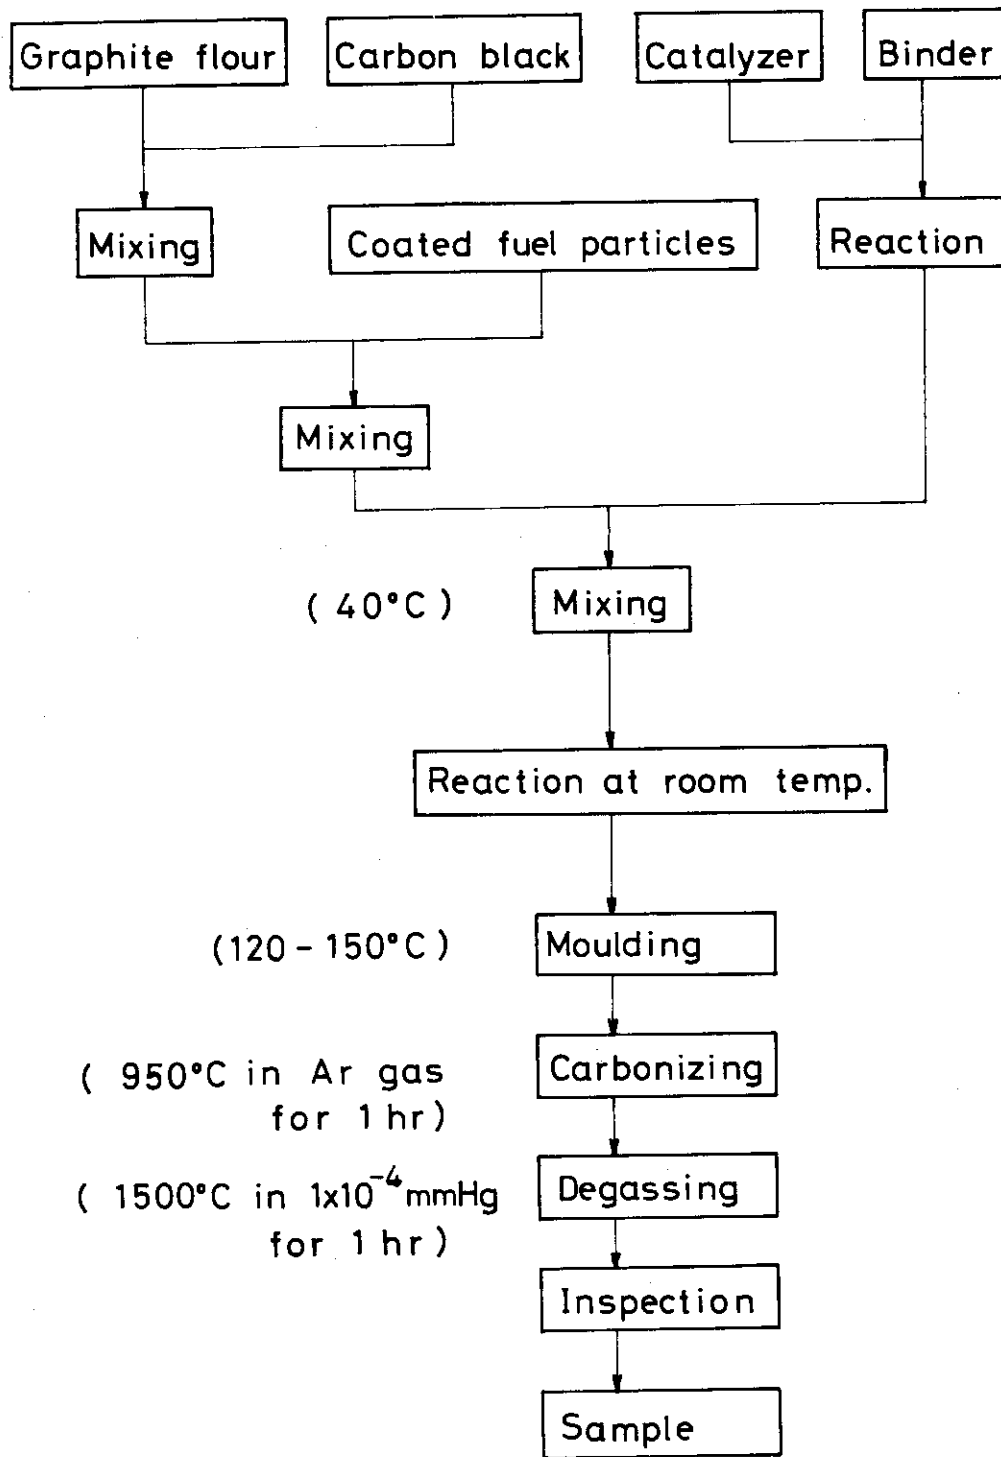 Graphite flour
Carbon black
Catalyzer
Binder
Mixing
Coated fuel particles
Reaction
Mixing
( 40°C )
Mixing
Reaction at room temp.
(120 - 150°C )
Moulding
( 950°C in Ar gas
for 1 hr )
Carbonizing
( 1500°C in 1x10⁻⁴ mmHg
for 1 hr )
Degassing
Inspection
Sample